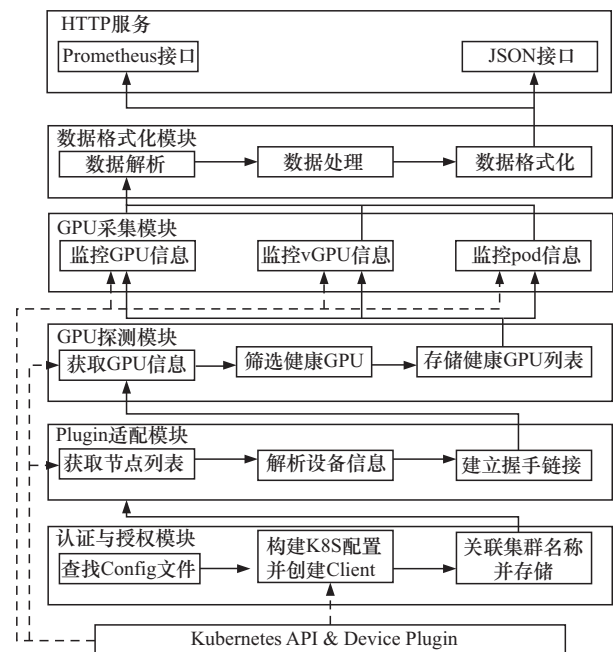 HTTP服务
Prometheus接口
JSON接口
数据格式化模块
数据解析
数据处理
数据格式化
GPU采集模块
监控GPU信息
监控vGPU信息
监控pod信息
GPU探测模块
获取GPU信息
筛选健康GPU
存储健康GPU列表
Plugin适配模块
获取节点列表
解析设备信息
建立握手链接
认证与授权模块
查找Config文件
构建K8S配置
并创建Client
关联集群名称
并存储
Kubernetes API & Device Plugin